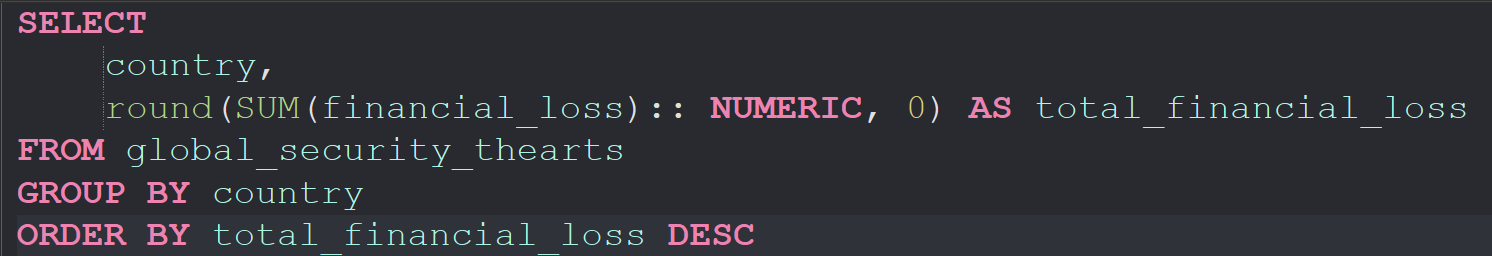 SELECT
country,
round(SUM(financial_loss):: NUMERIC, 0) AS total_financial_loss
FROM global_security_thearts
GROUP BY country
ORDER BY total_financial_loss DESC